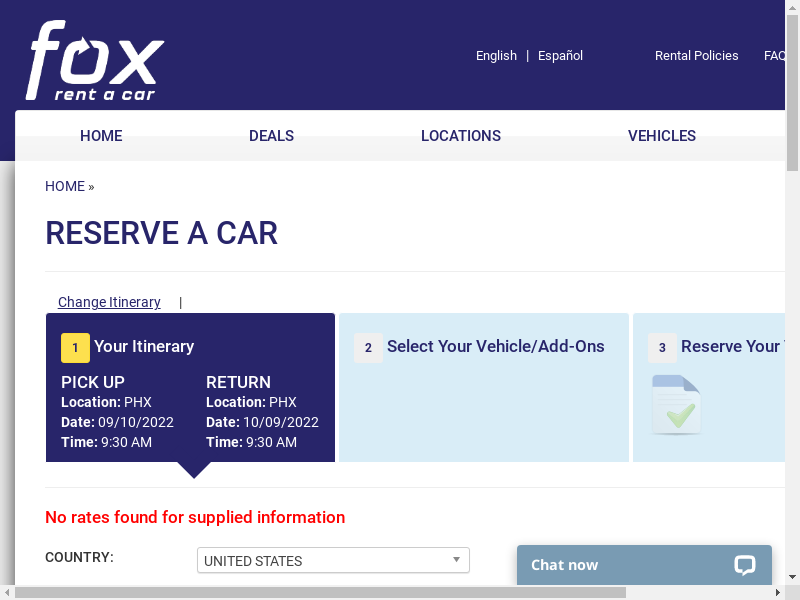 fox
rent a car
English | Español
Rental Policies
FAQ
HOME
DEALS
LOCATIONS
VEHICLES
HOME »
RESERVE A CAR
Change Itinerary |
1 Your Itinerary
PICK UP
Location: PHX
Date: 09/10/2022
Time: 9:30 AM
RETURN
Location: PHX
Date: 10/09/2022
Time: 9:30 AM
2 Select Your Vehicle/Add-Ons
3 Reserve Your
No rates found for supplied information
COUNTRY:
UNITED STATES
Chat now